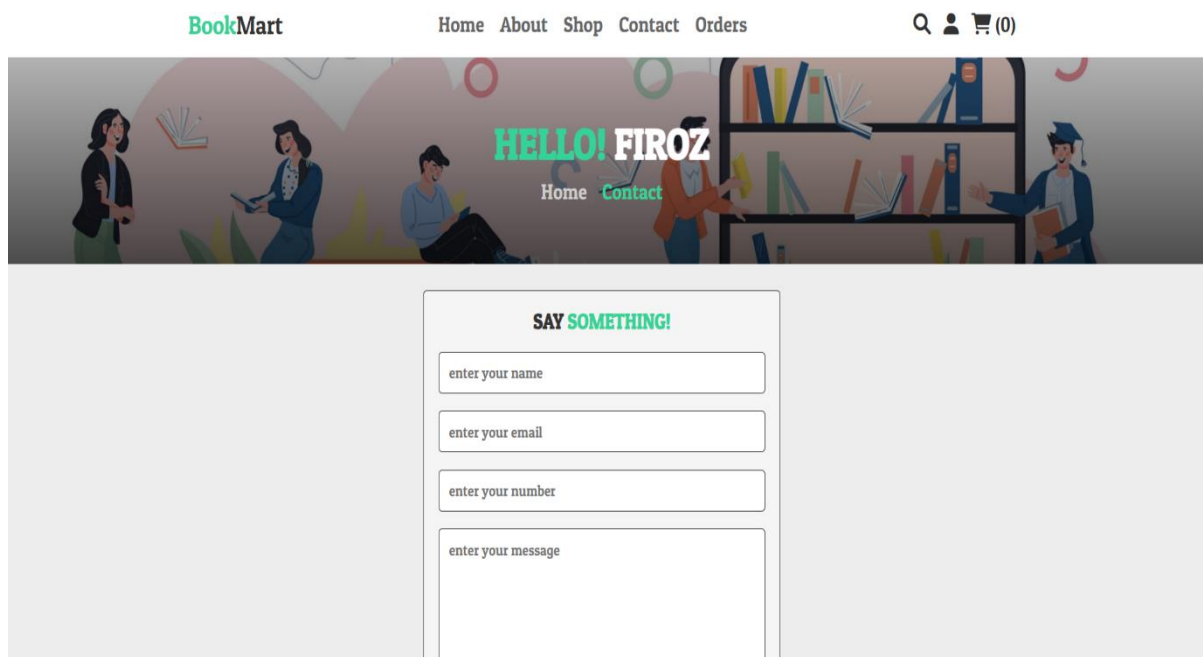 BookMart Home About Shop Contact Orders (0)
HELLO! FIROZ
Home Contact
SAY SOMETHING!
enter your name
enter your email
enter your number
enter your message